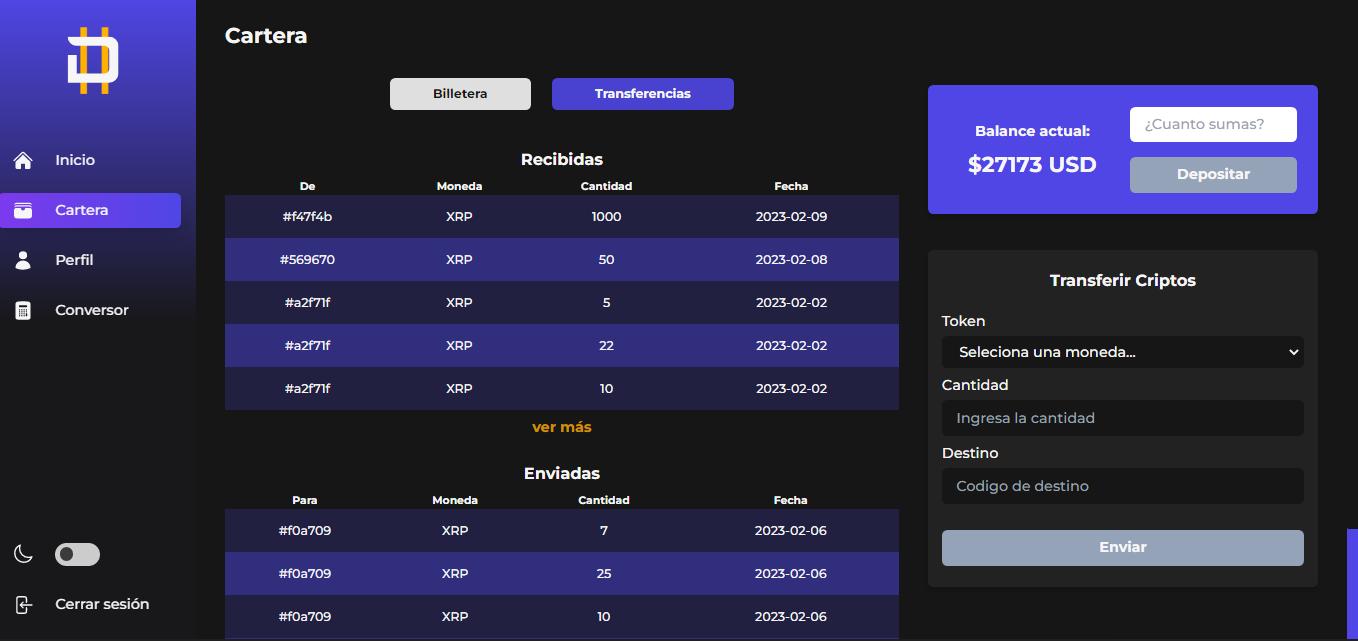 Cartera
Billetera Transferencias
Recibidas
De Moneda Cantidad Fecha
#f47f4b XRP 1000 2023-02-09
#569670 XRP 50 2023-02-08
#a2f71f XRP 5 2023-02-02
#a2f71f XRP 22 2023-02-02
#a2f71f XRP 10 2023-02-02
ver más
Enviadas
Para Moneda Cantidad Fecha
#f0a709 XRP 7 2023-02-06
#f0a709 XRP 25 2023-02-06
#f0a709 XRP 10 2023-02-06
Inicio
Cartera
Perfil
Conversor
Cerrar sesión
Balance actual:
$27173 USD
¿Cuanto sumas?
Depositar
Transferir Criptos
Token
Seleciona una moneda...
Cantidad
Ingresa la cantidad
Destino
Codigo de destino
Enviar